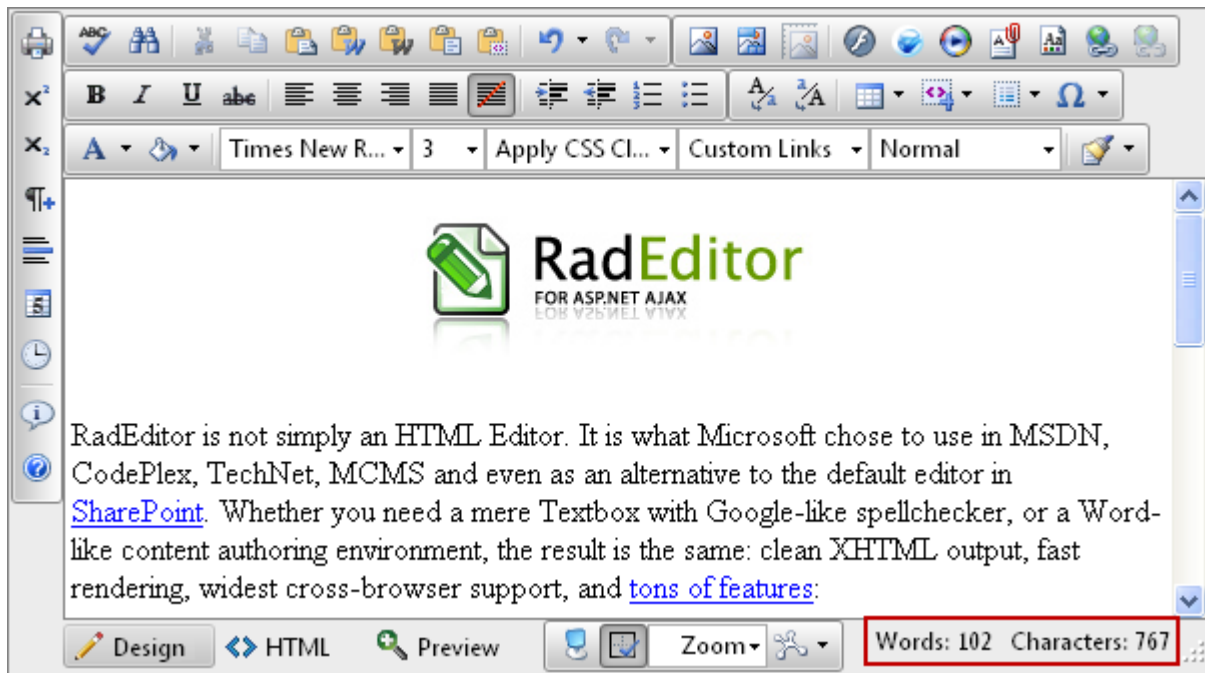 ABC
B I U abc
A Times New R... 3 Apply CSS Cl... Custom Links Normal
RadEditor
FOR ASP.NET AJAX
RadEditor is not simply an HTML Editor. It is what Microsoft chose to use in MSDN,
CodePlex, TechNet, MCMS and even as an alternative to the default editor in
SharePoint. Whether you need a mere Textbox with Google-like spellchecker, or a Word-
like content authoring environment, the result is the same: clean XHTML output, fast
rendering, widest cross-browser support, and tons of features:
Design HTML Preview Zoom Words: 102 Characters: 767